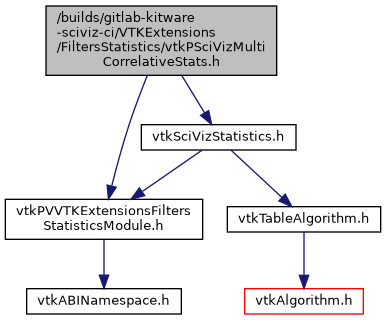 /builds/gitlab-kitware
-sciviz-ci/VTKExtensions
/FiltersStatistics/vtkPSciVizMulti
CorrelativeStats.h
vtkSciVizStatistics.h
vtkPVVTKExtensionsFilters
StatisticsModule.h
vtkTableAlgorithm.h
vtkABINamespace.h
vtkAlgorithm.h